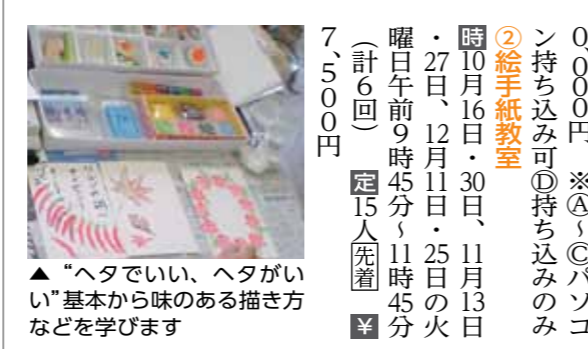 0,000円 ※Ⓐ~Ⓒパソコ
ン持ち込み可Ⓓ持ち込みのみ
②絵手紙教室
時10月16日・30日、11月13日
・27日、12月11日・25日の火
曜日午前9時45分~11時45分
(計6回) 定15人先着 ¥
7,500円
▲“ヘタでいい、ヘタがい
い”基本から味のある描き方
などを学びます